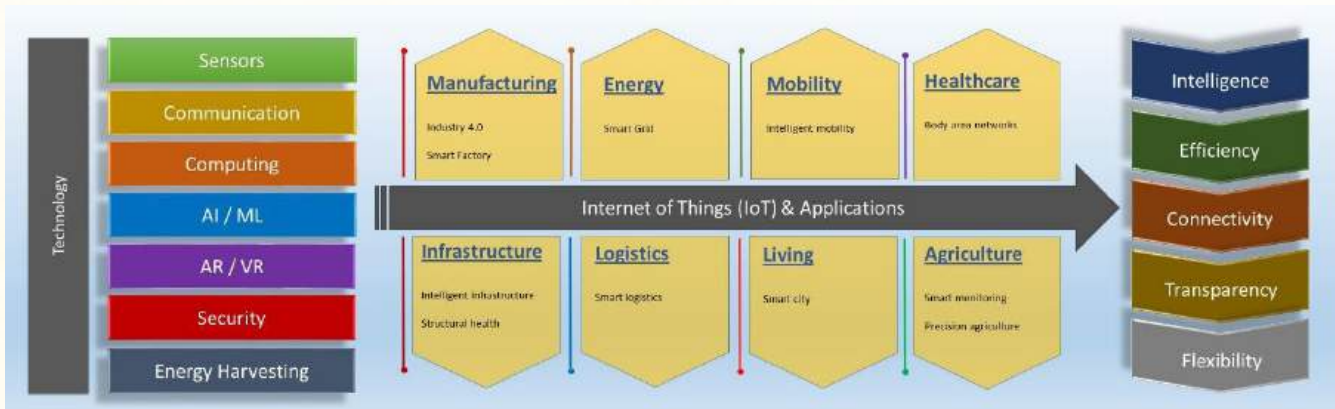 Technology
Sensors
Communication
Computing
AI / ML
AR / VR
Security
Energy Harvesting
Manufacturing
Industry 4.0
Smart Factory
Energy
Smart Grid
Mobility
Intelligent mobility
Healthcare
Body area networks
Internet of Things (IoT) & Applications
Infrastructure
Intelligent infrastructure
Structural health
Logistics
Smart logistics
Living
Smart city
Agriculture
Smart monitoring
Precision agriculture
Intelligence
Efficiency
Connectivity
Transparency
Flexibility